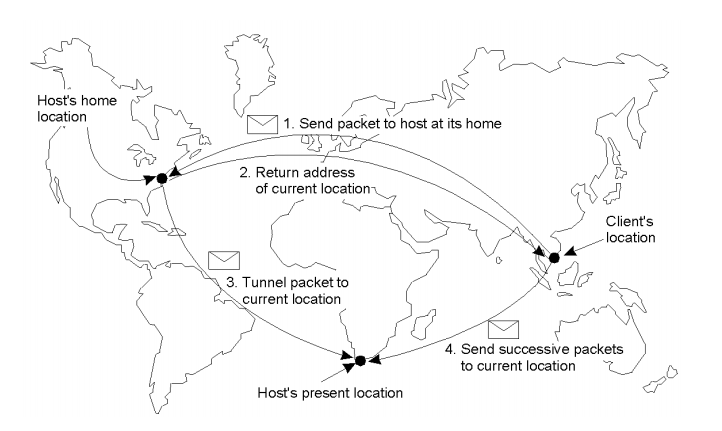 Host's home
location
1. Send packet to host at its home
2. Return address
of current location
Client's
location
3. Tunnel packet to
current location
4. Send successive packets
to current location
Host's present location